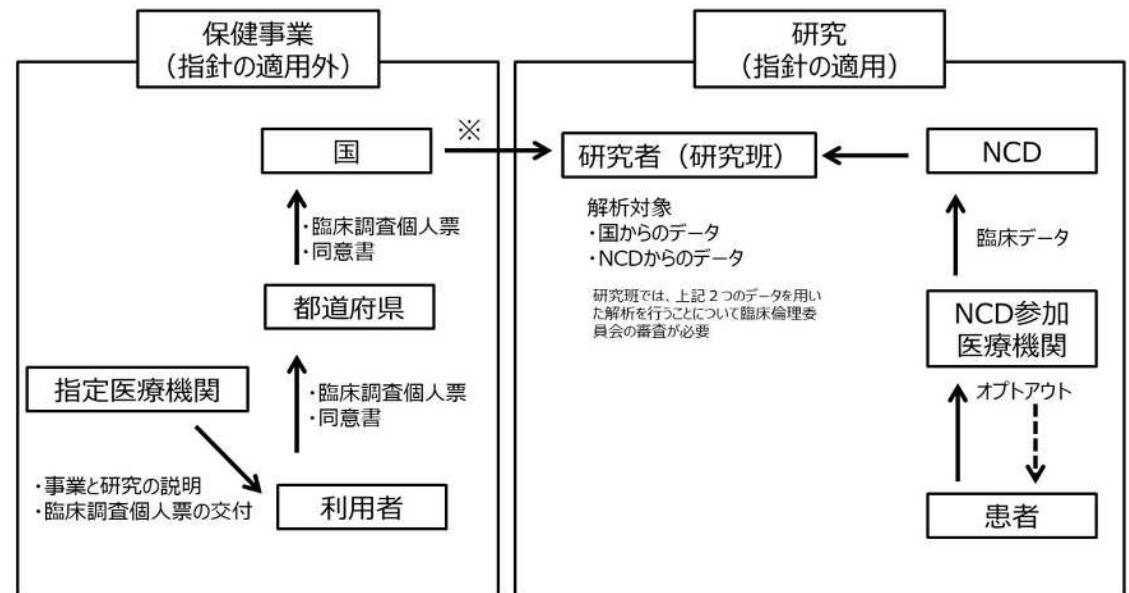 保健事業
（指針の適用外）
国
※
・臨床調査個人票
・同意書
都道府県
指定医療機関
・臨床調査個人票
・同意書
・事業と研究の説明
・臨床調査個人票の交付
利用者
研究
（指針の適用）
研究者（研究班）
解析対象
・国からのデータ
・NCDからのデータ
研究班では、上記２つのデータを用い
た解析を行うことについて臨床倫理委
員会の審査が必要
NCD
臨床データ
NCD参加
医療機関
オプトアウト
患者